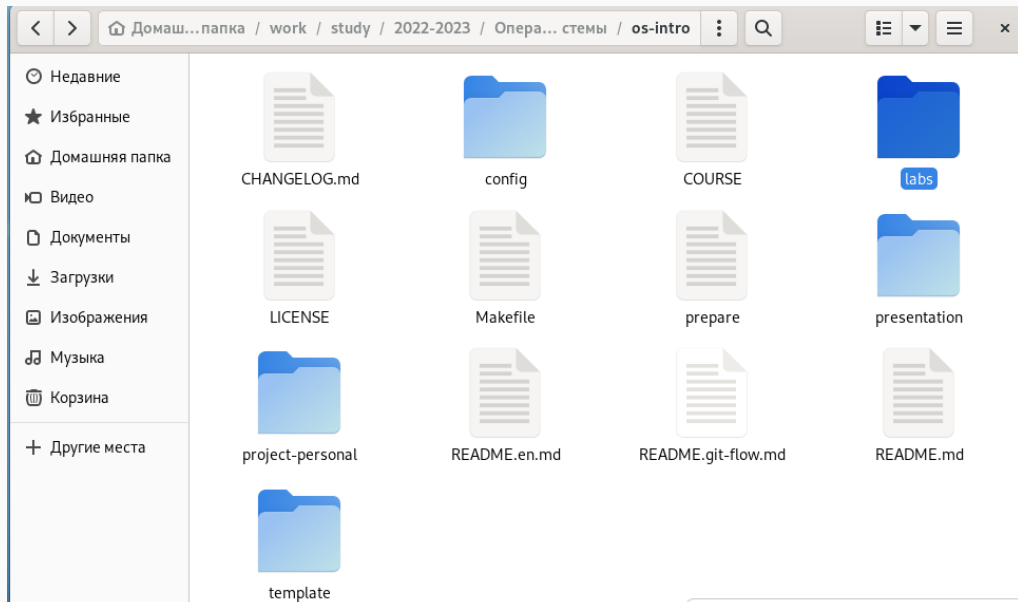 Домаш...папка / work / study / 2022-2023 / Опера... стемы / os-intro
Недавние
Избранные
Домашняя папка
Видео
Документы
Загрузки
Изображения
Музыка
Корзина
Другие места
CHANGELOG.md config COURSE labs
LICENSE Makefile prepare presentation
project-personal README.en.md README.git-flow.md README.md
template